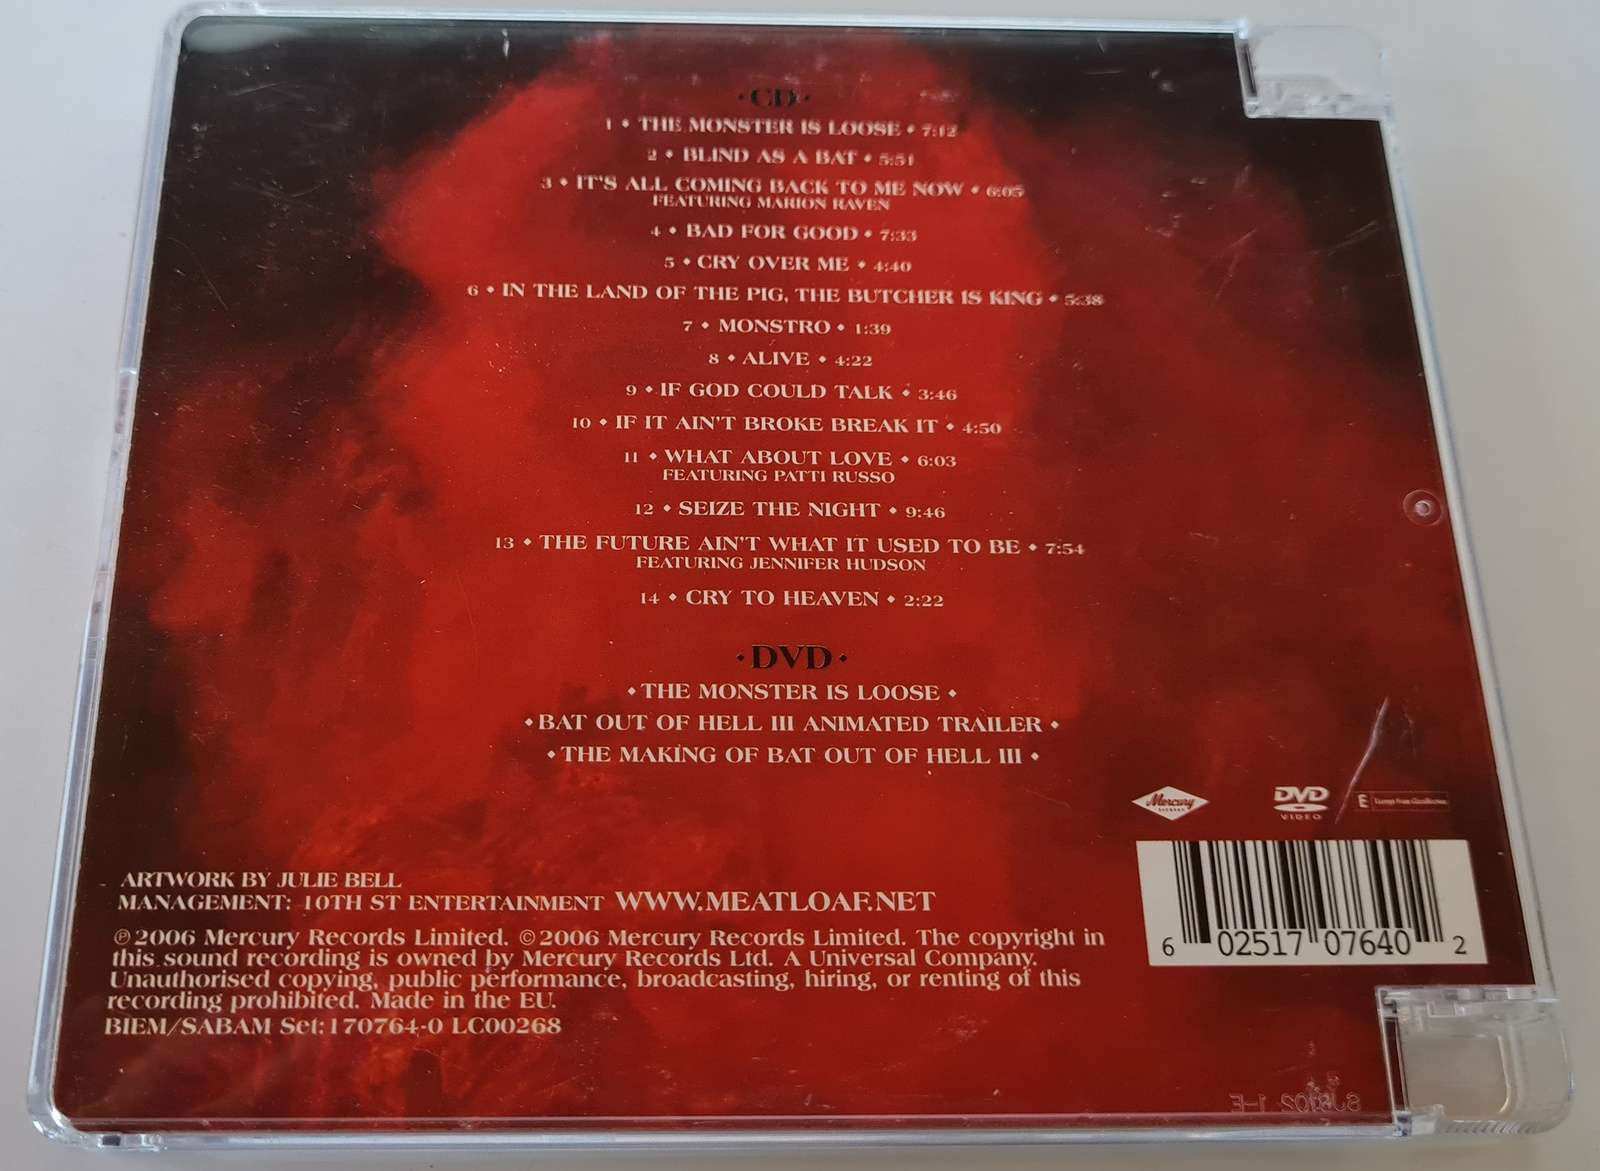 ·CD·
1 • THE MONSTER IS LOOSE • 7:12
2 • BLIND AS A BAT • 5:51
3 • IT'S ALL COMING BACK TO ME NOW • 6:05
FEATURING MARION RAVEN
4 • BAD FOR GOOD • 7:33
5 • CRY OVER ME • 4:40
6 • IN THE LAND OF THE PIG, THE BUTCHER IS KING • 5:38
7 • MONSTRO • 1:39
8 • ALIVE • 4:22
9 • IF GOD COULD TALK • 3:46
10 • IF IT AIN'T BROKE BREAK IT • 4:50
11 • WHAT ABOUT LOVE • 6:03
FEATURING PATTI RUSSO
12 • SEIZE THE NIGHT • 9:46
13 • THE FUTURE AIN'T WHAT IT USED TO BE • 7:54
FEATURING JENNIFER HUDSON
14 • CRY TO HEAVEN • 2:22
·DVD·
• THE MONSTER IS LOOSE •
• BAT OUT OF HELL III ANIMATED TRAILER •
• THE MAKING OF BAT OUT OF HELL III •
Mercury RECORDS
DVD VIDEO
E Exempt From Classification
ARTWORK BY JULIE BELL
MANAGEMENT: 10TH ST ENTERTAINMENT WWW.MEATLOAF.NET
℗ 2006 Mercury Records Limited. © 2006 Mercury Records Limited. The copyright in
this sound recording is owned by Mercury Records Ltd. A Universal Company.
Unauthorised copying, public performance, broadcasting, hiring, or renting of this
recording prohibited. Made in the EU.
BIEM/SABAM Set:170764-0 LC00268
6 02517 07640 2